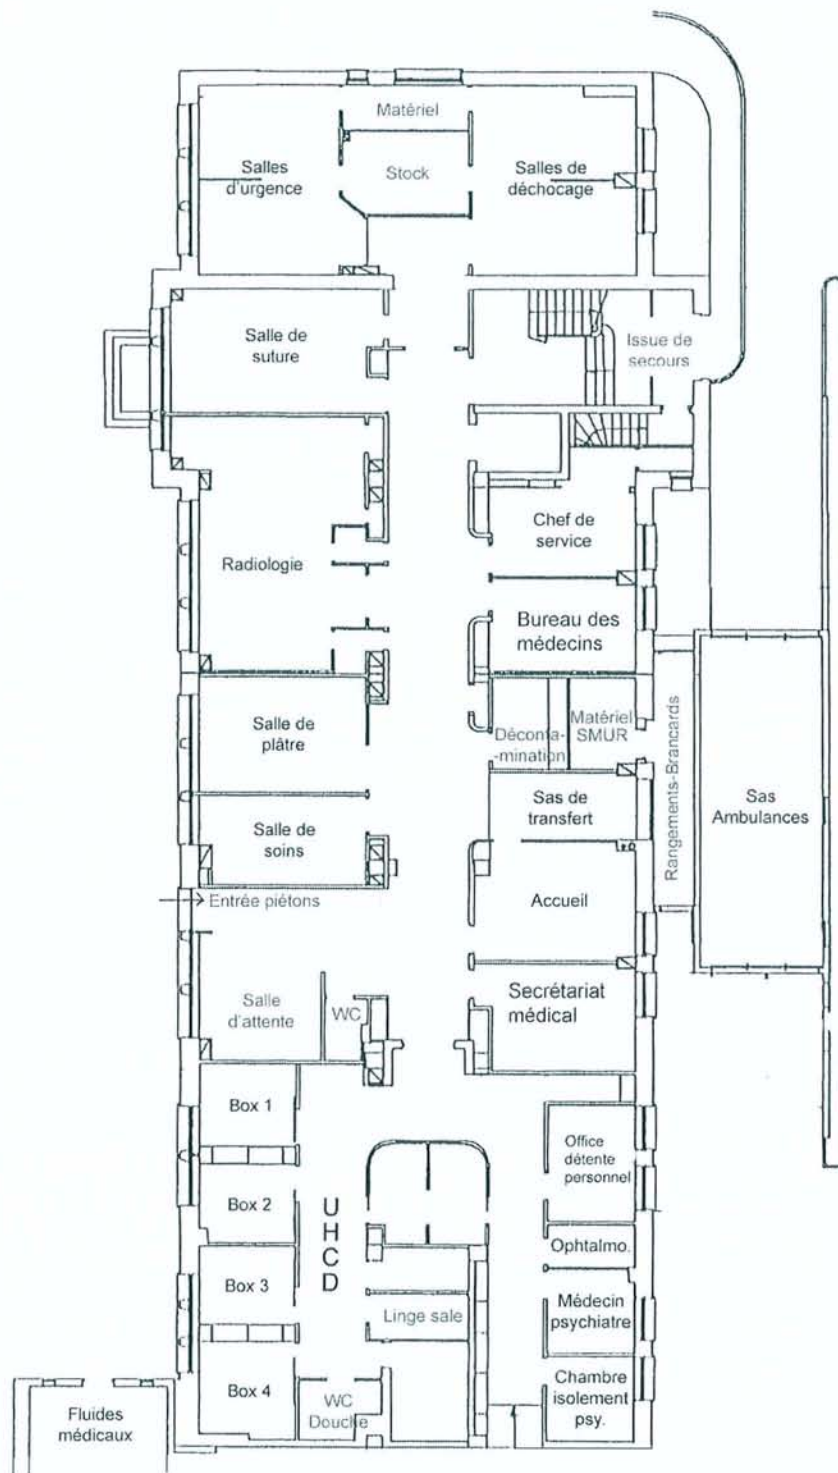 Matériel
Salles
d'urgence
Stock
Salles de
déchocage
Salle de
suture
Issue de
secours
Radiologie
Chef de
service
Bureau des
médecins
Salle de
plâtre
Déconta-
-mination
Matériel
SMUR
Rangements-Brancards
Sas
Ambulances
Salle de
soins
Sas de
transfert
Entrée piétons
Accueil
Salle
d'attente
WC
Secrétariat
médical
Box 1
Office
détente
personnel
Box 2
UHCD
Ophtalmo.
Box 3
Linge sale
Médecin
psychiatre
Box 4
WC
Douche
Chambre
isolement
psy.
Fluides
médicaux